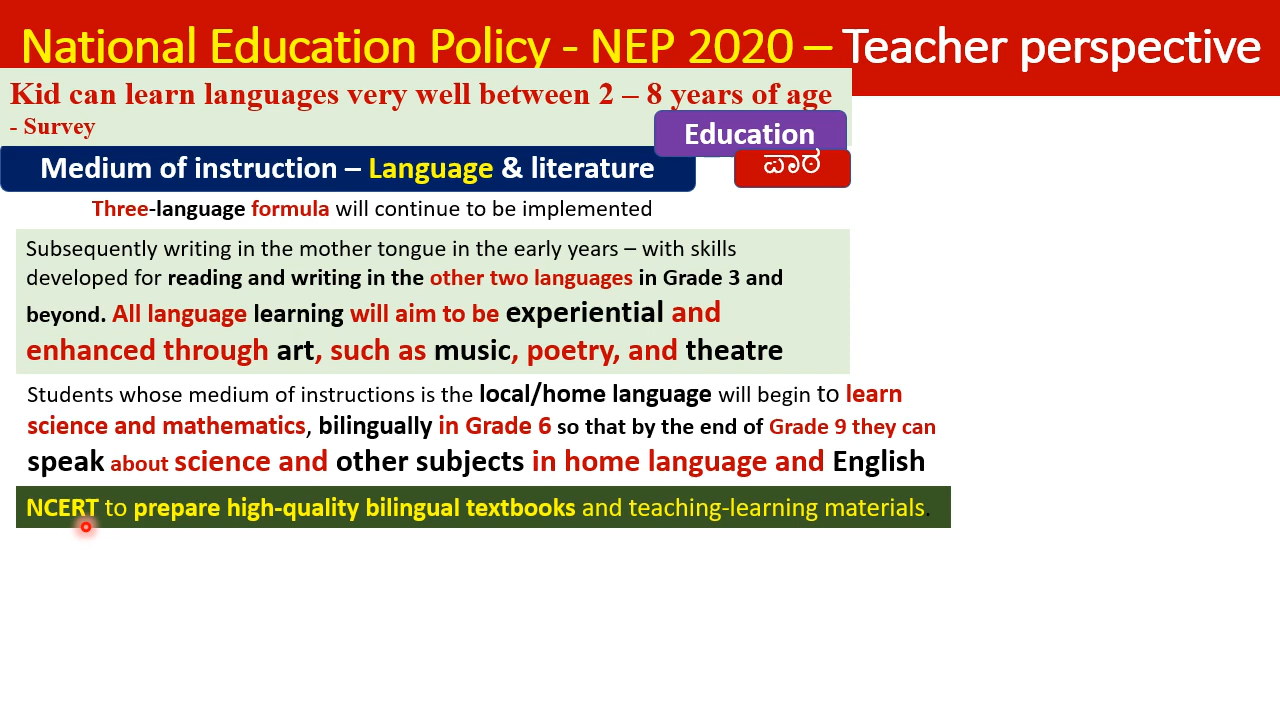 National Education Policy - NEP 2020 – Teacher perspective
Kid can learn languages very well between 2 – 8 years of age
- Survey
Education
Medium of instruction – Language & literature
ಪಾಠ
Three-language formula will continue to be implemented
Subsequently writing in the mother tongue in the early years – with skills
developed for reading and writing in the other two languages in Grade 3 and
beyond. All language learning will aim to be experiential and
enhanced through art, such as music, poetry, and theatre
Students whose medium of instructions is the local/home language will begin to learn
science and mathematics, bilingually in Grade 6 so that by the end of Grade 9 they can
speak about science and other subjects in home language and English
NCERT to prepare high-quality bilingual textbooks and teaching-learning materials.